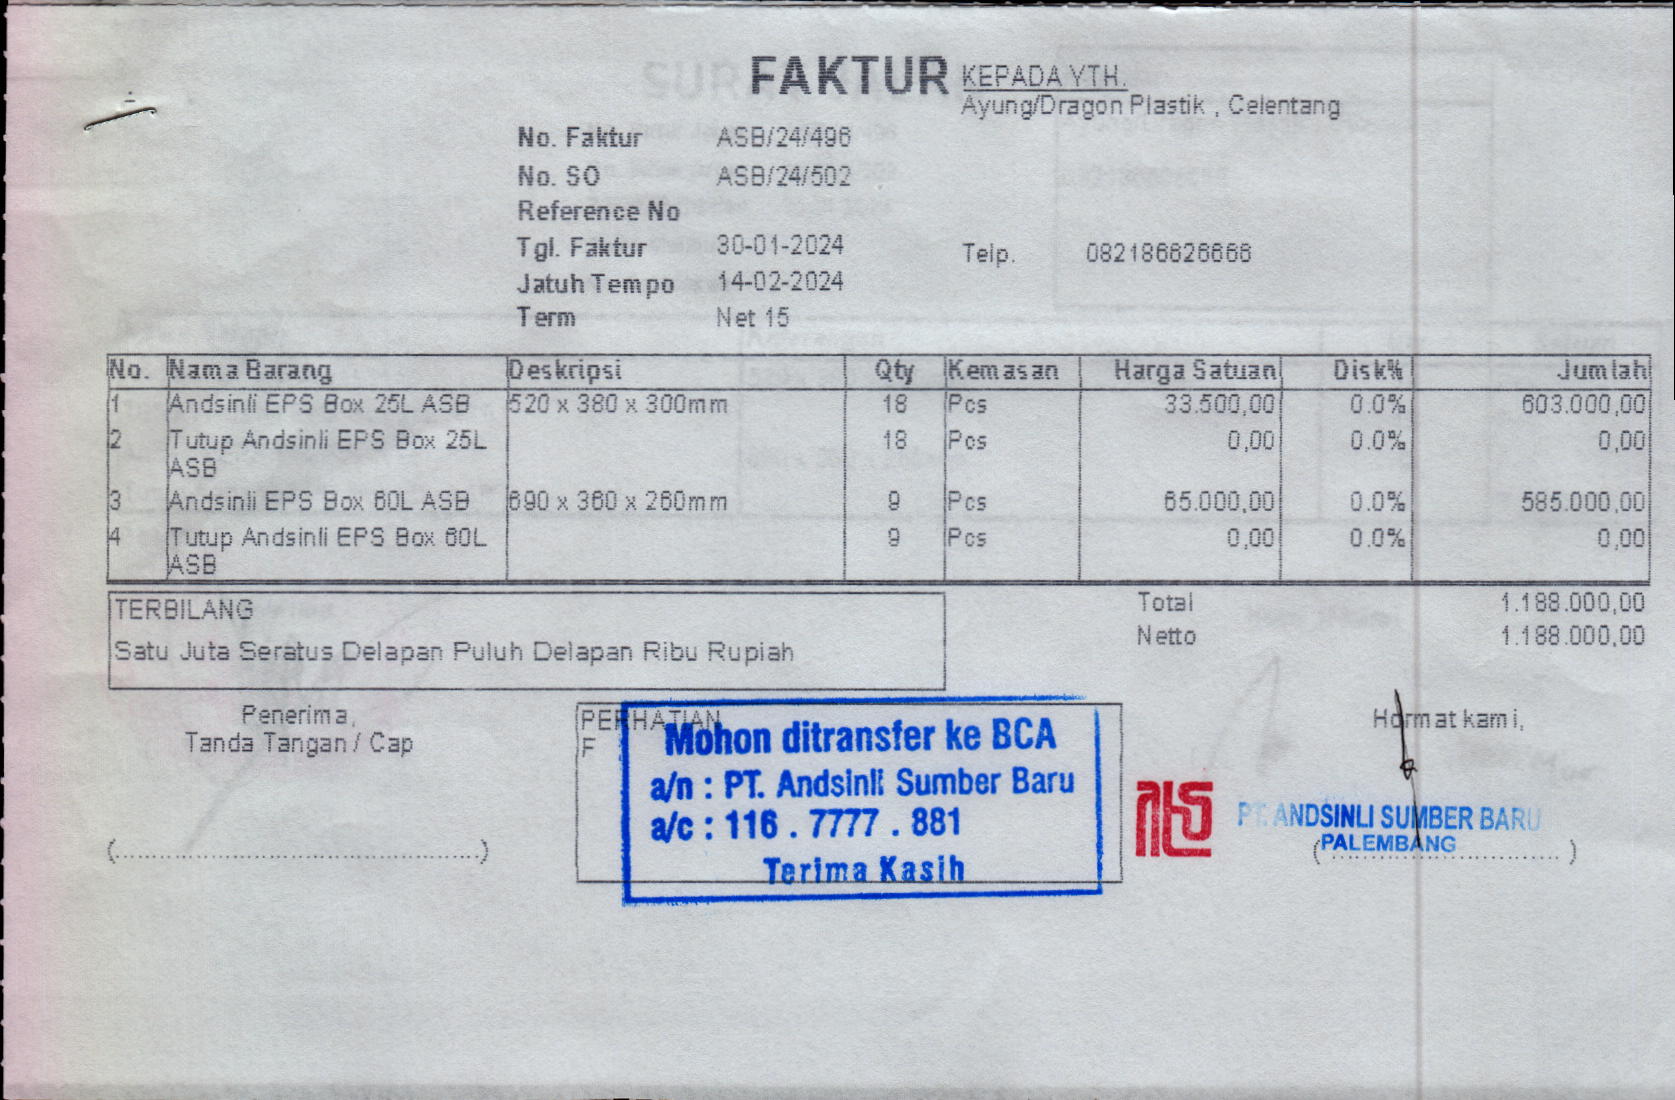 FAKTUR
KEPADA YTH.
Ayung/Dragon Plastik , Celentang
No. Faktur ASB/24/496
No. SO ASB/24/502
Reference No
Tgl. Faktur 30-01-2024
Telp. 082186826668
Jatuh Tempo 14-02-2024
Term Net 15
No. Nama Barang Deskripsi Qty Kemasan Harga Satuan Disk% Jumlah
1 Andsinli EPS Box 25L ASB 520 x 380 x 300mm 18 Pcs 33.500,00 0.0% 603.000,00
2 Tutup Andsinli EPS Box 25L 18 Pcs 0,00 0.0% 0,00
ASB
3 Andsinli EPS Box 60L ASB 690 x 360 x 260mm 9 Pcs 65.000,00 0.0% 585.000,00
4 Tutup Andsinli EPS Box 60L 9 Pcs 0,00 0.0% 0,00
ASB
TERBILANG
Satu Juta Seratus Delapan Puluh Delapan Ribu Rupiah
Total 1.188.000,00
Netto 1.188.000,00
Penerima,
Tanda Tangan / Cap
(....................................................)
PERHATIAN
F
Mohon ditransfer ke BCA
a/n : PT. Andsinli Sumber Baru
a/c : 116 . 7777 . 881
Terima Kasih
Hormat kami,
PT. ANDSINLI SUMBER BARU
PALEMBANG
(................................)